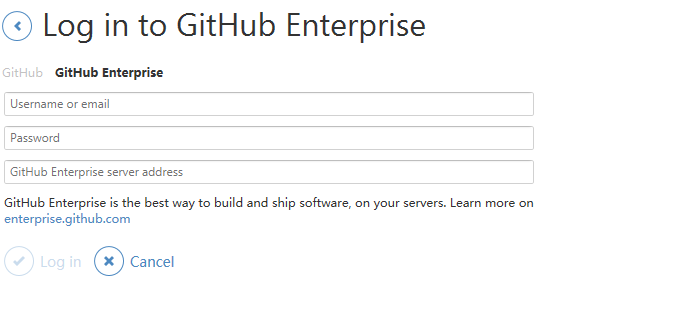 Log in to GitHub Enterprise
GitHub GitHub Enterprise
Username or email
Password
GitHub Enterprise server address
GitHub Enterprise is the best way to build and ship software, on your servers. Learn more on
enterprise.github.com
Log in Cancel